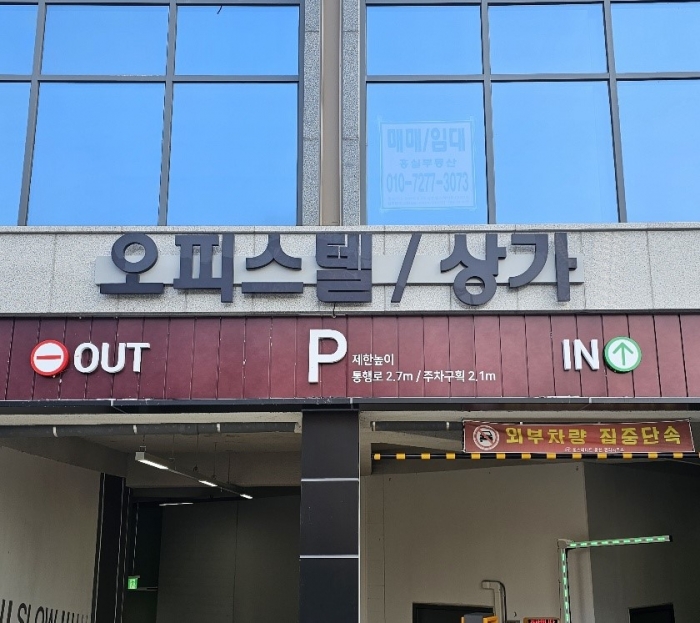 매매/임대
010-7277-3073
오피스텔 / 상가
OUT
P
제한높이
통행로 2.7m / 주차구획 2.1m
IN
외부차량 집중단속
SLOW